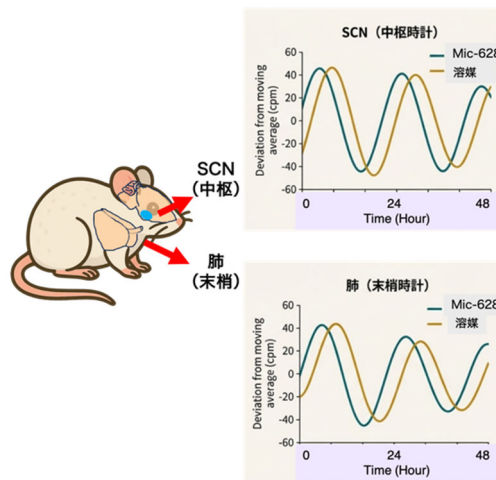 SCN
（中枢）
肺
（末梢）
SCN（中枢時計）
Mic-628
溶媒
Deviation from moving
average (cpm)
60
40
20
0
-20
-40
-60
0
24
48
Time (Hour)
肺（末梢時計）
Mic-628
溶媒
Deviation from moving
average (cpm)
60
40
20
0
-20
-40
-60
0
24
48
Time (Hour)